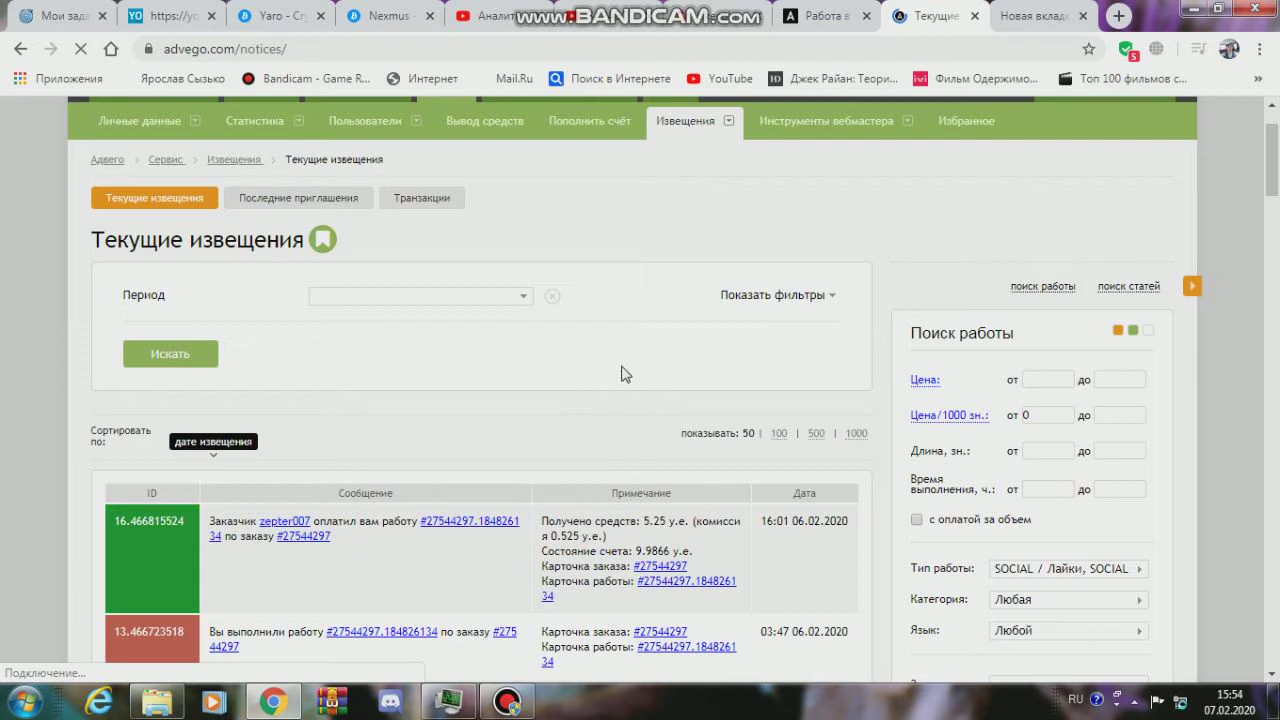 Мои зада
https://yo
Yaro - Cry
Nexmus -
Аналити
www.BANDICAM.com
Работа в
Текущие
Новая вклад
advego.com/notices/
5
Приложения
Ярослав Сызько
Bandicam - Game R...
Интернет
Mail.Ru
Поиск в Интернете
YouTube
Джек Райан: Теори...
Фильм Одержимо...
Топ 100 фильмов с...
»
Личные данные
Статистика
Пользователи
Вывод средств
Пополнить счёт
Извещения
Инструменты вебмастера
Избранное
Адвего > Сервис > Извещения > Текущие извещения
Текущие извещения
Последние приглашения
Транзакции
Текущие извещения
Период
Показать фильтры
Искать
поиск работы
поиск статей
Поиск работы
Цена: от до
Цена/1000 зн.: от 0 до
Длина, зн.: от до
Время
выполнения, ч.: от до
с оплатой за объем
Тип работы: SOCIAL / Лайки, SOCIAL
Категория: Любая
Язык: Любой
Сортировать
по:
дате извещения
показывать: 50 | 100 | 500 | 1000
ID Сообщение Примечание Дата
16.466815524
Заказчик zepter007 оплатил вам работу #27544297.1848261
34 по заказу #27544297
Получено средств: 5.25 у.е. (комисси
я 0.525 у.е.)
Состояние счета: 9.9866 у.е.
Карточка заказа: #27544297
Карточка работы: #27544297.1848261
34
16:01 06.02.2020
13.466723518
Вы выполнили работу #27544297.184826134 по заказу #275
44297
Карточка заказа: #27544297
Карточка работы: #27544297.1848261
34
03:47 06.02.2020
Подключение...
RU
15:54
07.02.2020